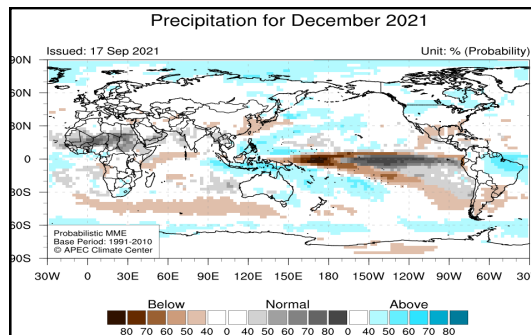 Precipitation for December 2021
Issued: 17 Sep 2021 Unit: % (Probability)
90N
60N
30N
0
30S
60S
90S
Probabilistic MME
Base Period: 1991-2010
© APEC Climate Center
30W 0 30E 60E 90E 120E 150E 180 150W 120W 90W 60W 30W
Below Normal Above
80 70 60 50 40 0 40 50 60 70 80 0 40 50 60 70 80